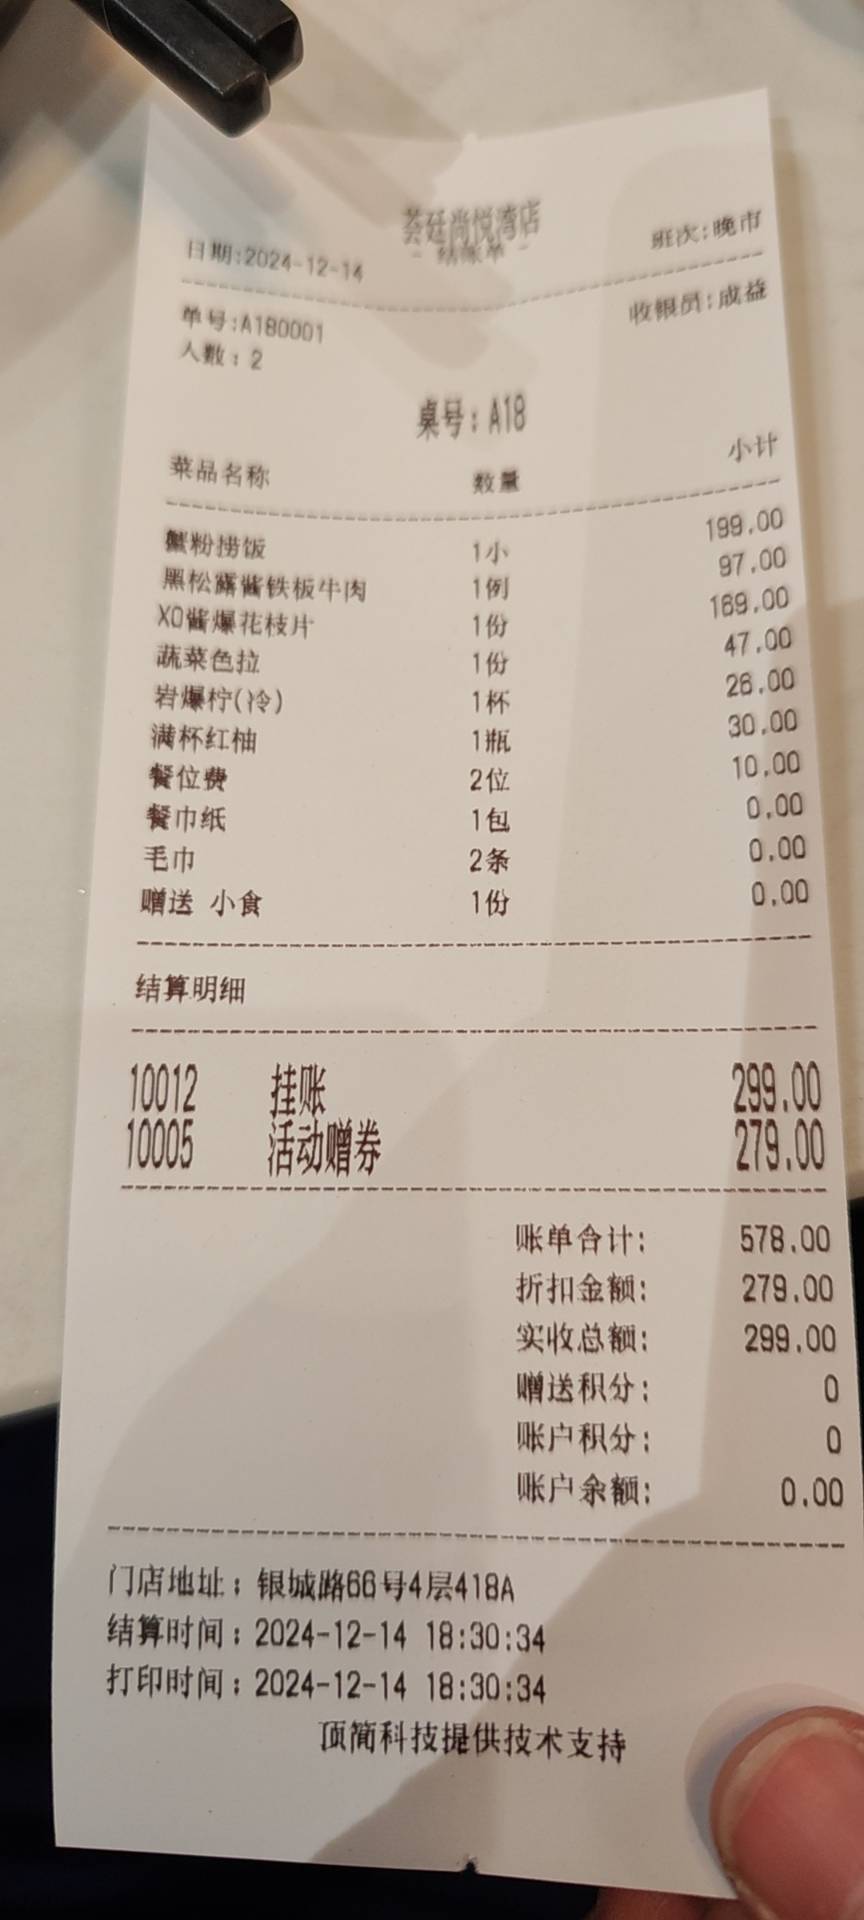 荟廷尚悦湾店
- 结账单 -
日期:2024-12-14 班次:晚市
单号:A180001 收银员:成益
人数：2
桌号：A18
菜品名称 数量 小计
蟹粉捞饭 1小 199.00
黑松露酱铁板牛肉 1例 97.00
XO酱爆花枝片 1份 169.00
蔬菜色拉 1份 47.00
岩爆柠(冷) 1杯 26.00
满杯红柚 1瓶 30.00
餐位费 2位 10.00
餐巾纸 1包 0.00
毛巾 2条 0.00
赠送 小食 1份 0.00
结算明细
10012 挂账 299.00
10005 活动赠券 279.00
账单合计: 578.00
折扣金额: 279.00
实收总额: 299.00
赠送积分: 0
账户积分: 0
账户余额: 0.00
门店地址：银城路66号4层418A
结算时间：2024-12-14 18:30:34
打印时间：2024-12-14 18:30:34
顶简科技提供技术支持